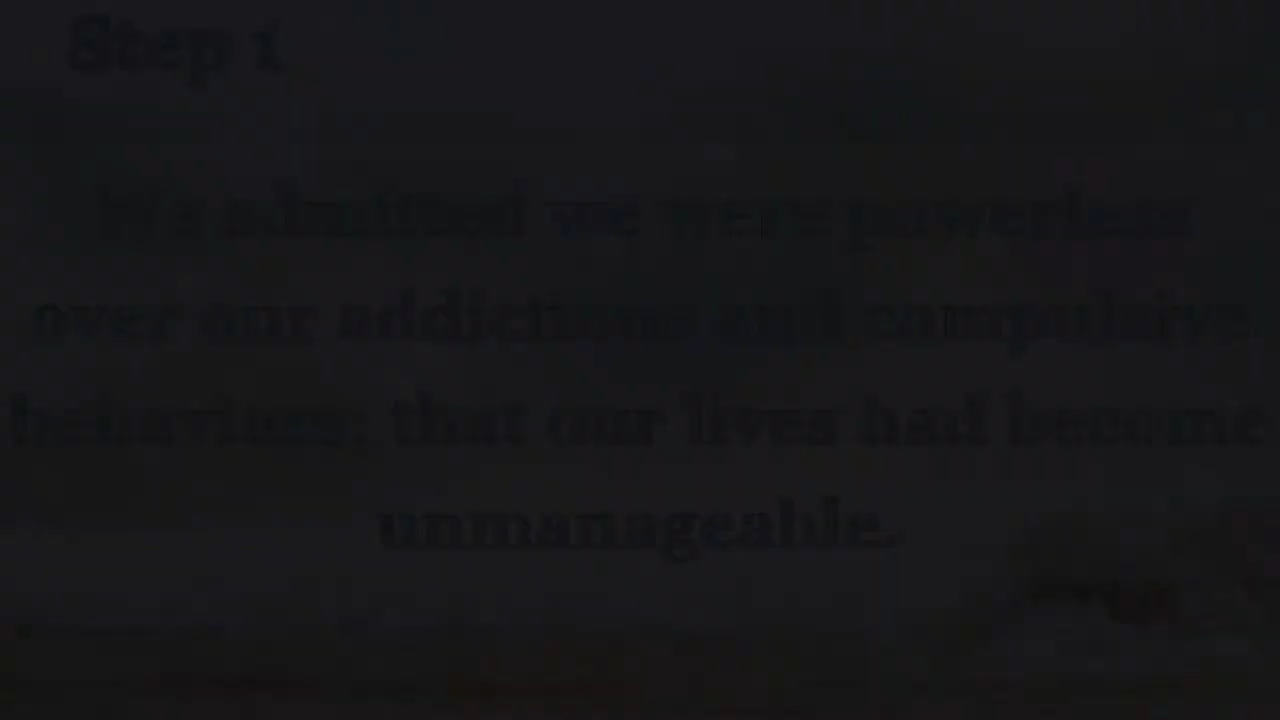 Step 1
We admitted we were powerless
over our addictions and compulsive
behaviors; that our lives had become
unmanageable.